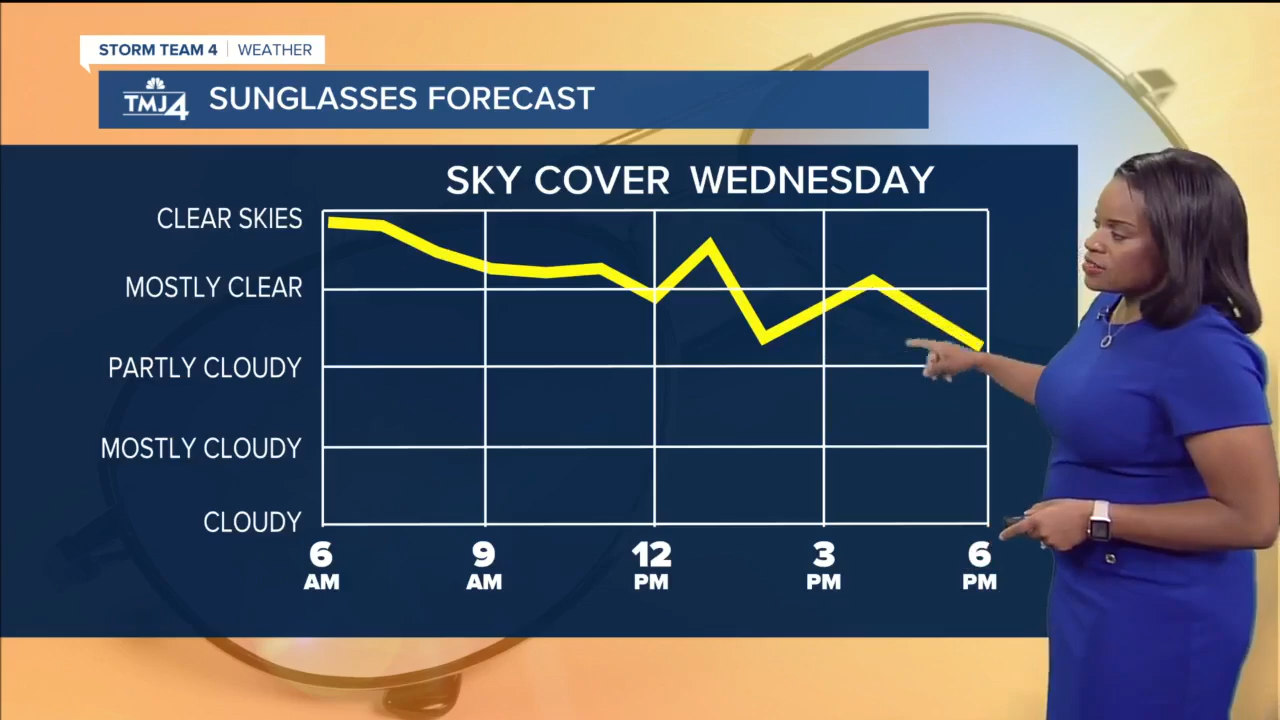 STORM TEAM 4 | WEATHER
TMJ4 SUNGLASSES FORECAST
SKY COVER WEDNESDAY
CLEAR SKIES
MOSTLY CLEAR
PARTLY CLOUDY
MOSTLY CLOUDY
CLOUDY
6 9 12 3 6
AM AM PM PM PM